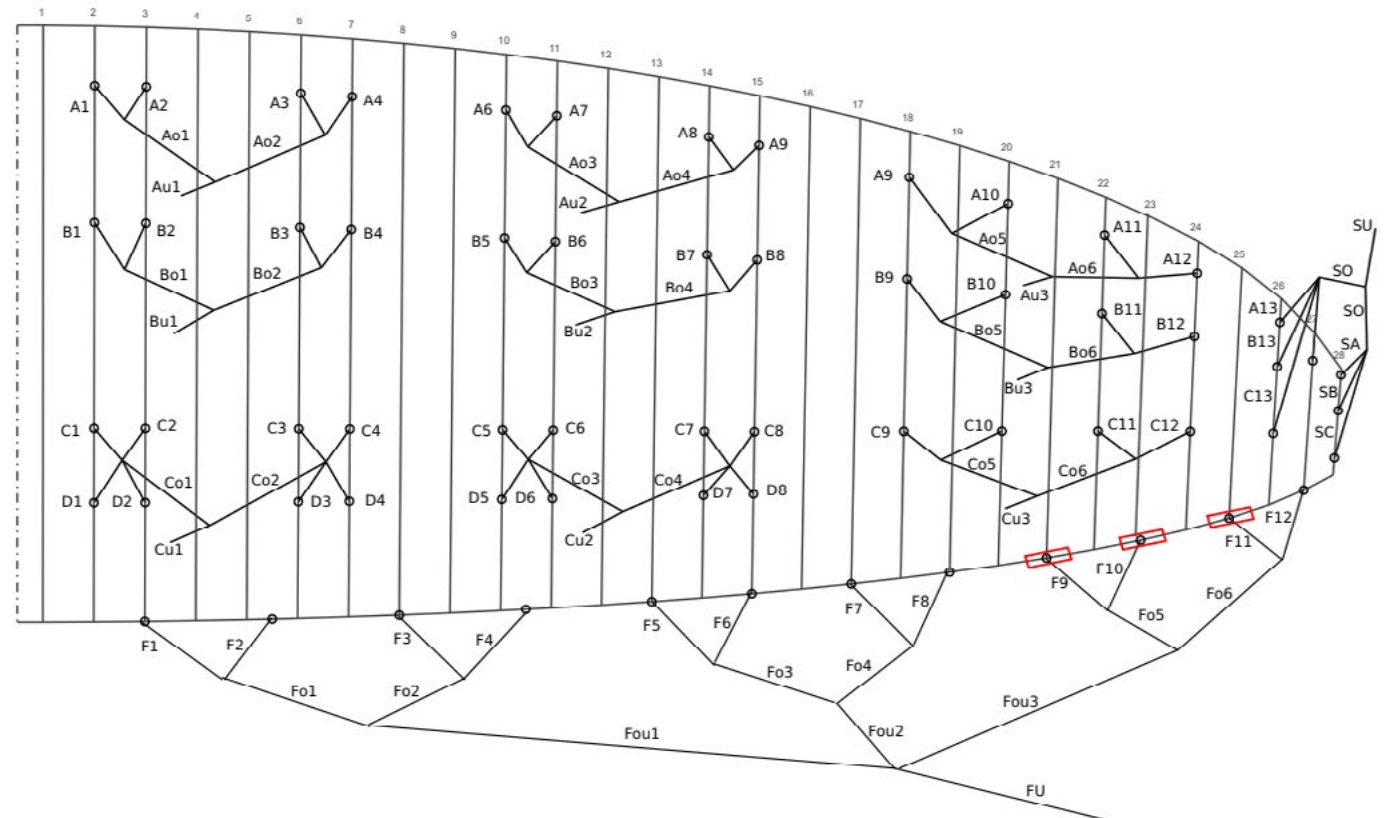 1 2 3 4 5 6 7 8 9 10 11 12 13 14 15 16 17 18 19 20 21 22 23 24 25 26 27 28
A1 A2 A3 A4 A6 A7 A8 A9 A9 A10 A11 A12 A13
Ao1 Ao2 Ao3 Ao4 Ao5 Ao6
Au1 Au2 Au3
SU
SO
SO
SA
SB
SC
B1 B2 B3 B4 B5 B6 B7 B8 B9 B10 B11 B12 B13
Bo1 Bo2 Bo3 Bo4 Bo5 Bo6
Bu1 Bu2 Bu3
C1 C2 C3 C4 C5 C6 C7 C8 C9 C10 C11 C12 C13
Co1 Co2 Co3 Co4 Co5 Co6
D1 D2 D3 D4 D5 D6 D7 D8
Cu1 Cu2 Cu3
F1 F2 F3 F4 F5 F6 F7 F8 F9 F10 F11 F12
Fo1 Fo2 Fo3 Fo4 Fo5 Fo6
Fou1 Fou2 Fou3
FU